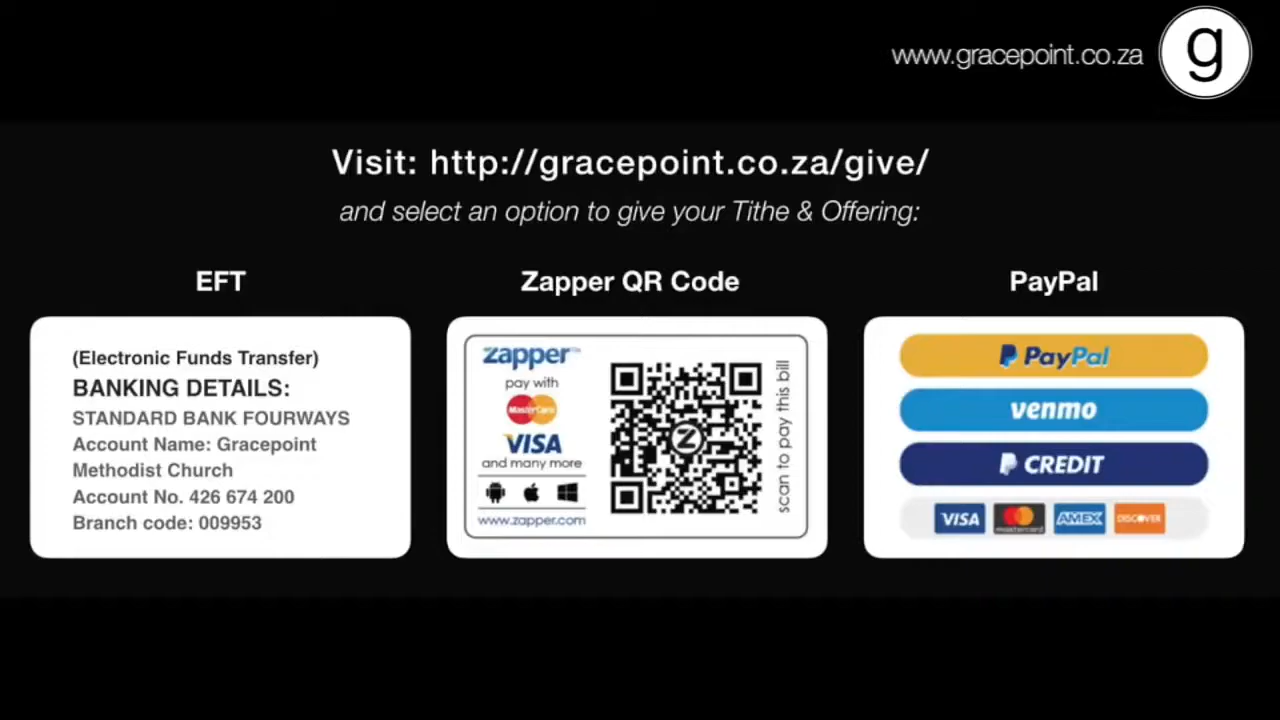 www.gracepoint.co.za
g
Visit: http://gracepoint.co.za/give/
and select an option to give your Tithe & Offering:
EFT
(Electronic Funds Transfer)
BANKING DETAILS:
STANDARD BANK FOURWAYS
Account Name: Gracepoint
Methodist Church
Account No. 426 674 200
Branch code: 009953
Zapper QR Code
zapper
pay with
MasterCard
VISA
and many more
www.zapper.com
Z
scan to pay this bill
PayPal
PayPal
venmo
CREDIT
VISA
mastercard
AMEX
DISCOVER